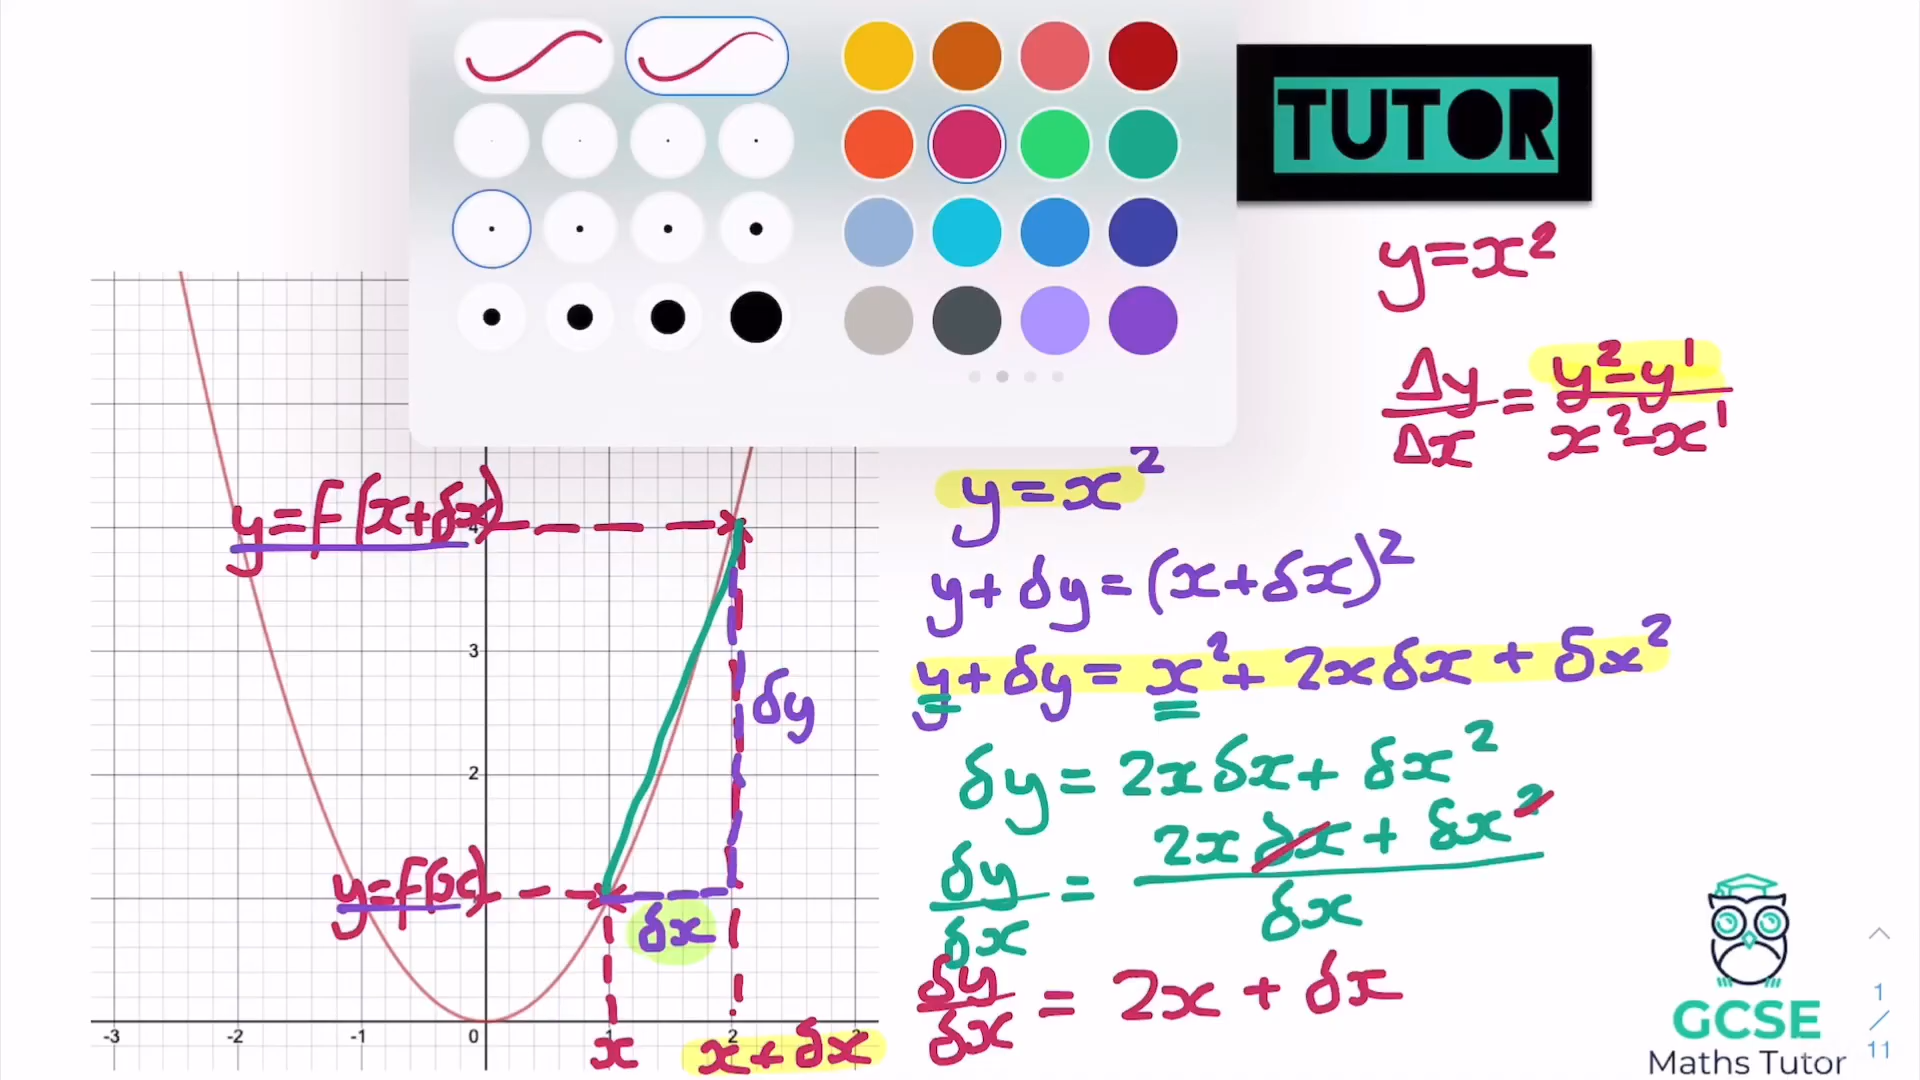 TUTOR
y=x²
Δy/Δx = y²-y¹/x²-x¹
y=x²
y=f(x+δx)
4
y+δy=(x+δx)²
3
y+δy=x²+2xδx+δx²
δy
2
δy=2xδx+δx²
δy/δx = 2xδx+δx²/δx
y=f(x)
δx
δy/δx = 2x+δx
-3 -2 -1 0 1 2 3
x x+δx
GCSE
Maths Tutor
1
/
11